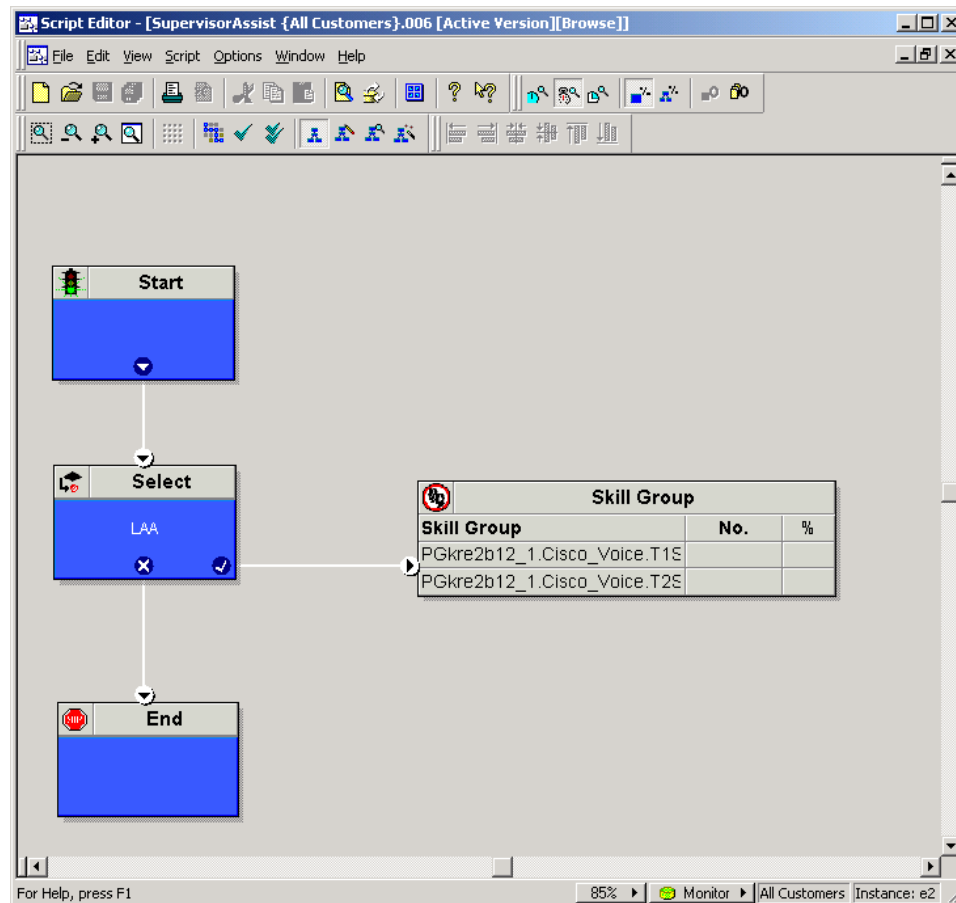 Script Editor - [SupervisorAssist {All Customers}.006 [Active Version][Browse]]
File Edit View Script Options Window Help
Start
Select
LAA
Skill Group
Skill Group No. %
PGkre2b12_1.Cisco_Voice.T1S
PGkre2b12_1.Cisco_Voice.T2S
STOP End
For Help, press F1 85% Monitor All Customers Instance: e2